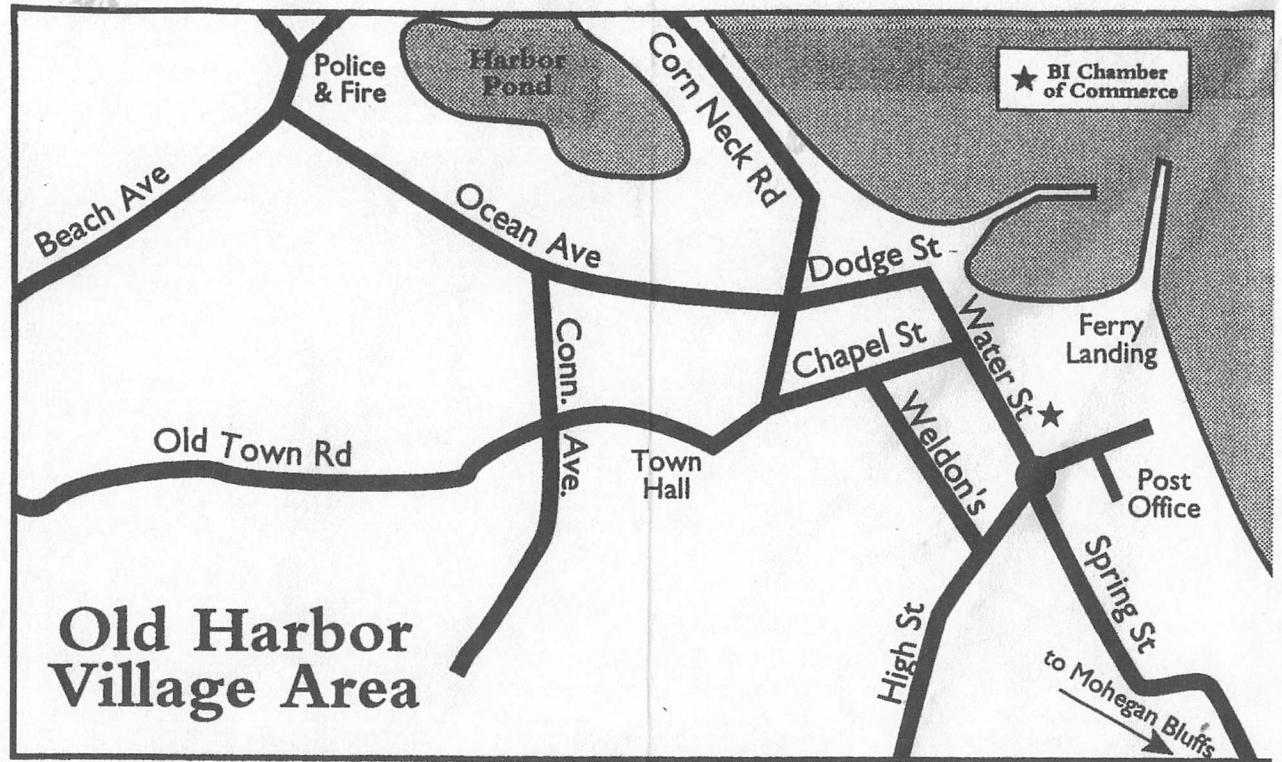 Police
& Fire
Harbor
Pond
Corn Neck Rd
★ BI Chamber
of Commerce
Beach Ave
Ocean Ave
Dodge St
Water St
Ferry
Landing
Conn. Ave.
Chapel St
Weldon's
Old Town Rd
Town
Hall
Post
Office
Spring St
High St
to Mohegan Bluffs
Old Harbor
Village Area